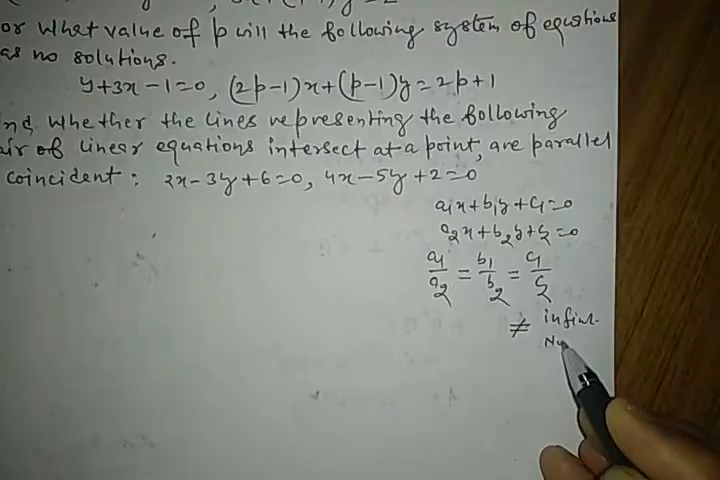 or what value of p will the following system of equations
as no solutions.
y+3x-1=0, (2p-1)x+(p-1)y=2p+1
nd, whether the lines representing the following
air of linear equations intersect at a point, are parallel
coincident: 2x-3y+6=0, 4x-5y+2=0
a₁x+b₁y+c₁=0
a₂x+b₂y+c₂=0
a₁/a₂ = b₁/b₂ = c₁/c₂
≠ infini.
No